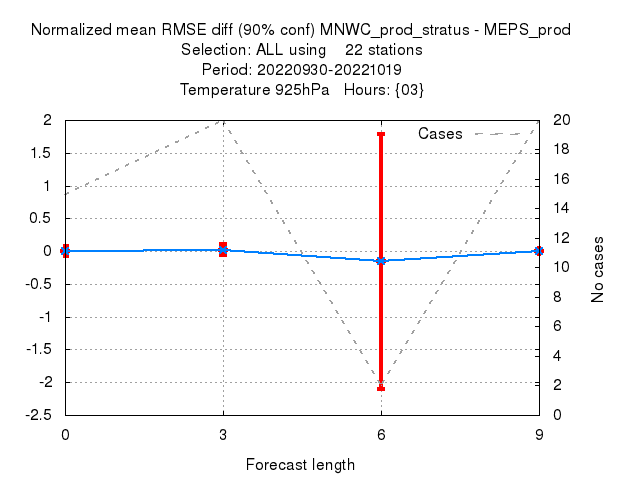 Normalized mean RMSE diff (90% conf) MNWC_prod_stratus - MEPS_prod
Selection: ALL using 22 stations
Period: 20220930-20221019
Temperature 925hPa Hours: {03}
Cases
2
1.5
1
0.5
0
-0.5
-1
-1.5
-2
-2.5
20
18
16
14
12
10
8
6
4
2
0
No cases
0 3 6 9
Forecast length